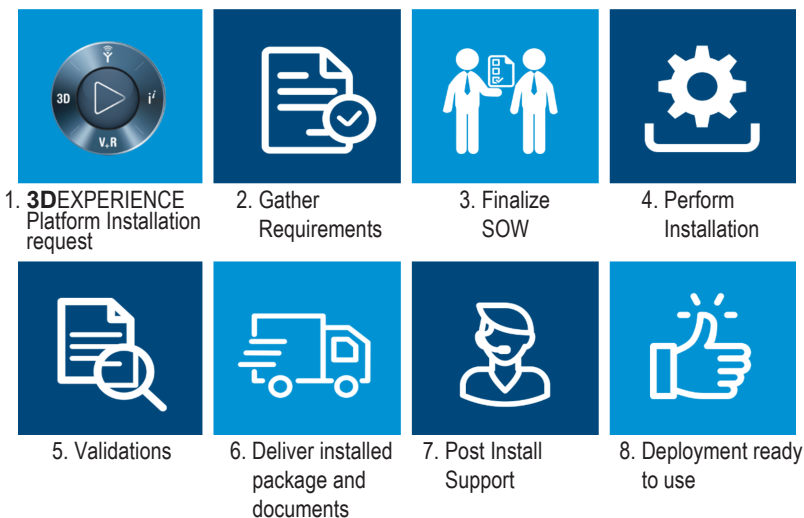 3D
V+R
i²
1. 3DEXPERIENCE
Platform Installation
request
2. Gather
Requirements
3. Finalize
SOW
4. Perform
Installation
5. Validations
6. Deliver installed
package and
documents
7. Post Install
Support
8. Deployment ready
to use